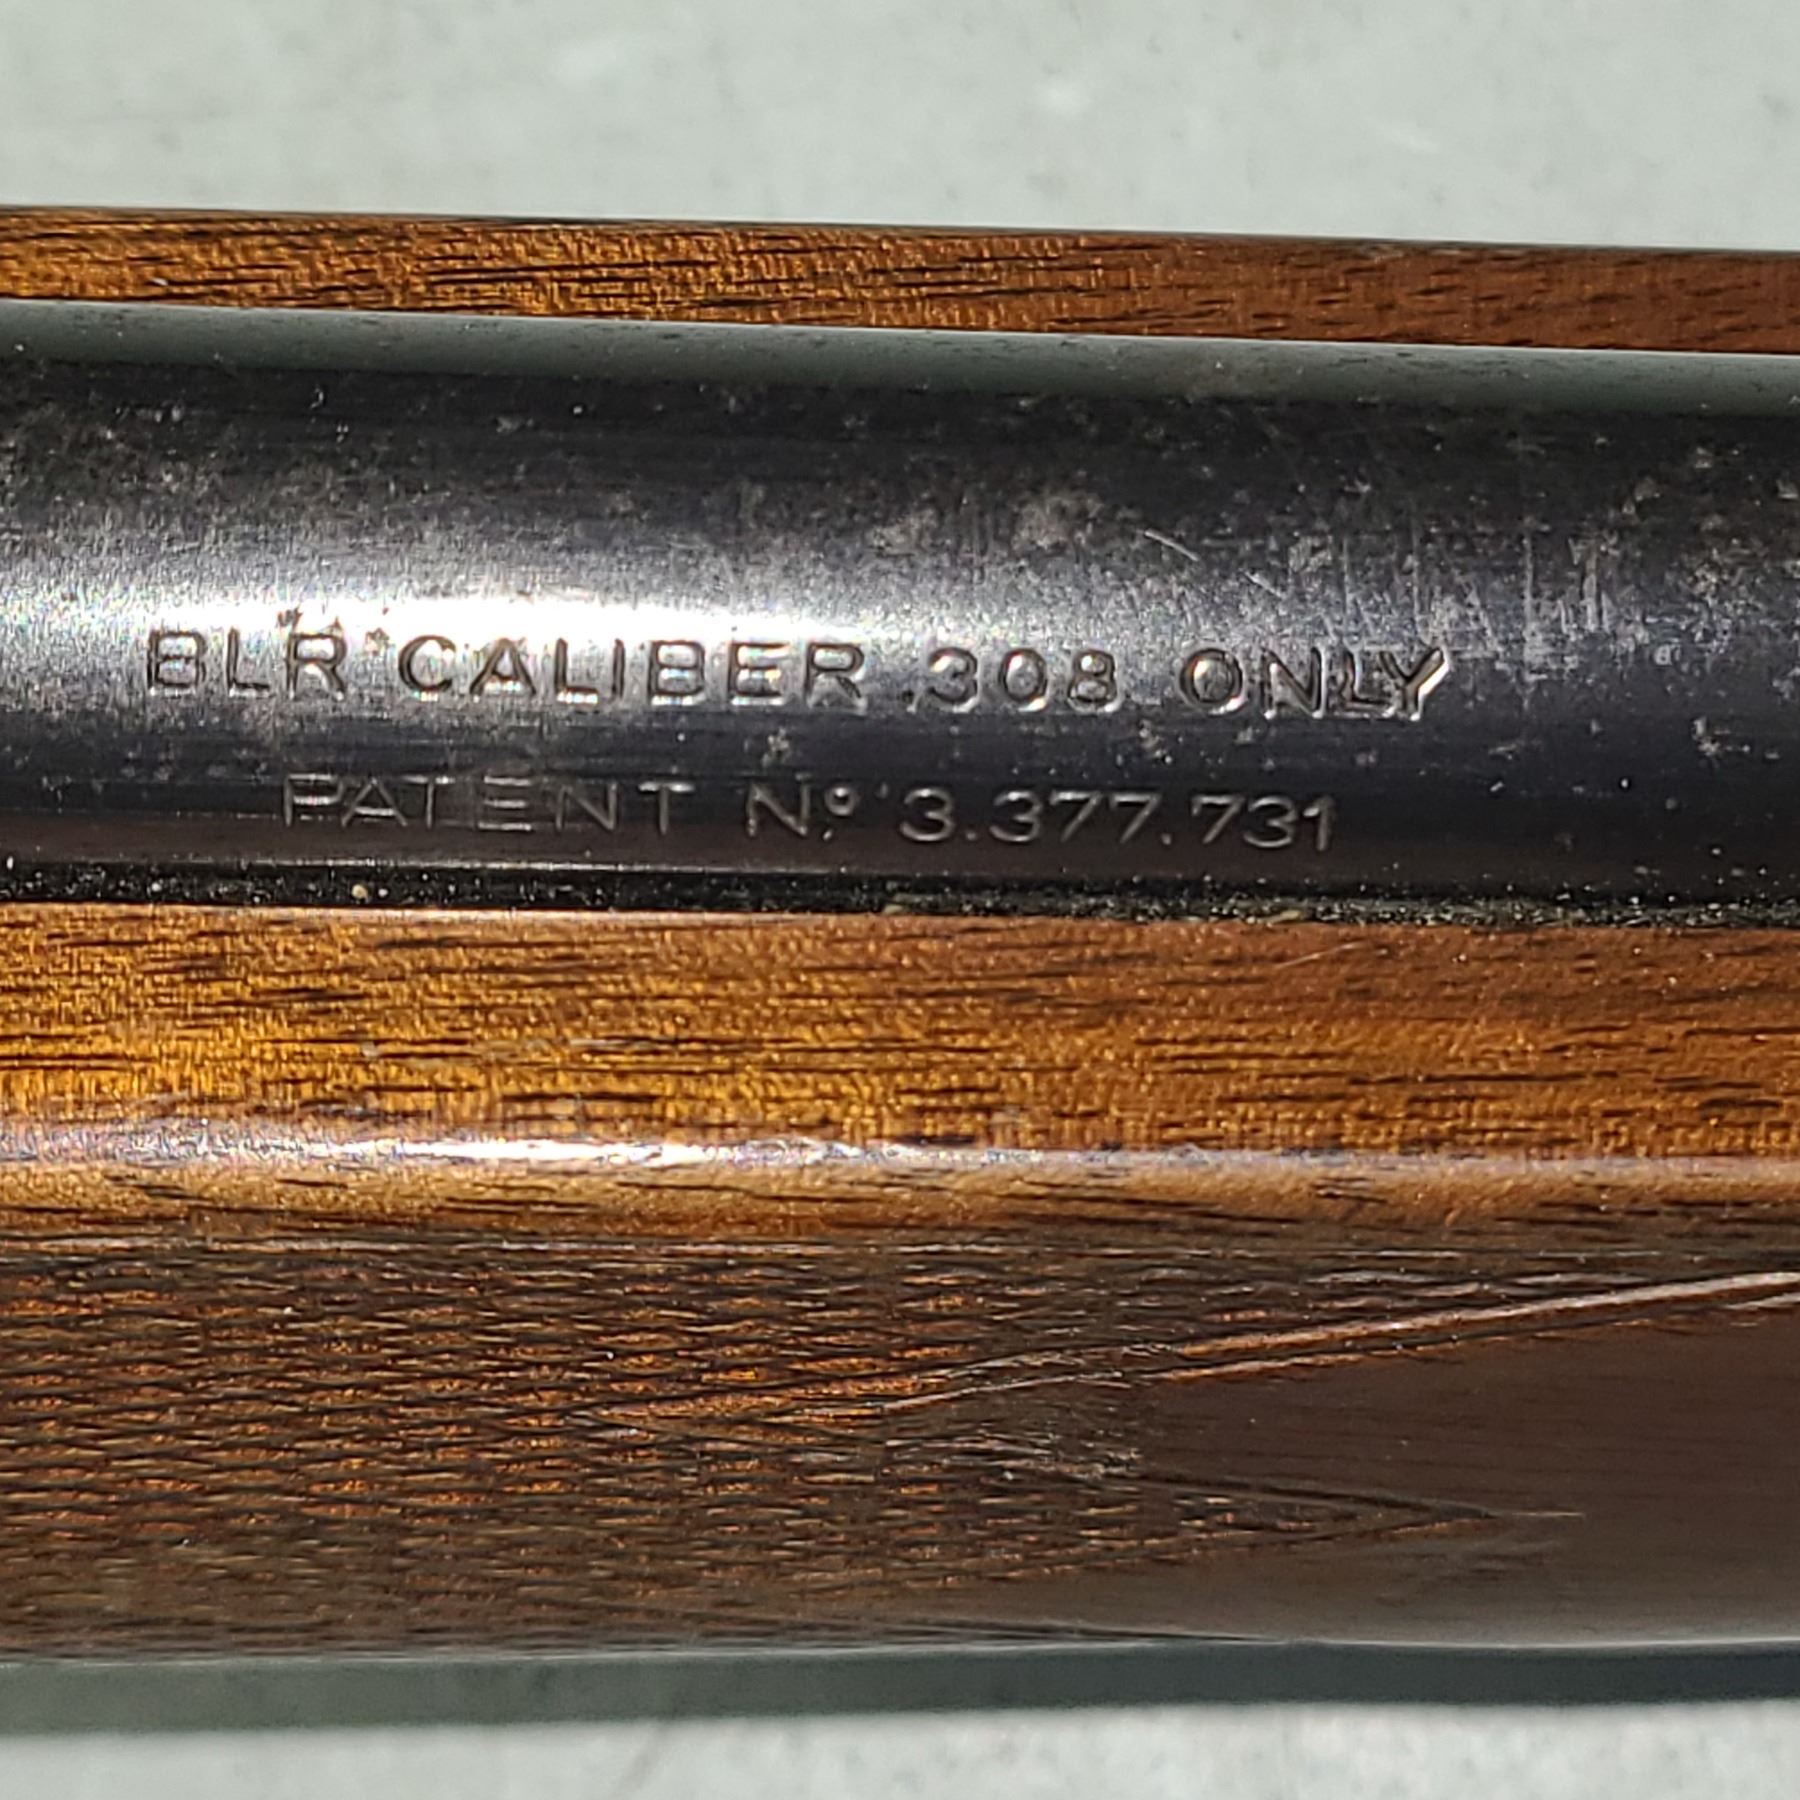 BLR CALIBER .308 ONLY
PATENT Nº 3.377.731